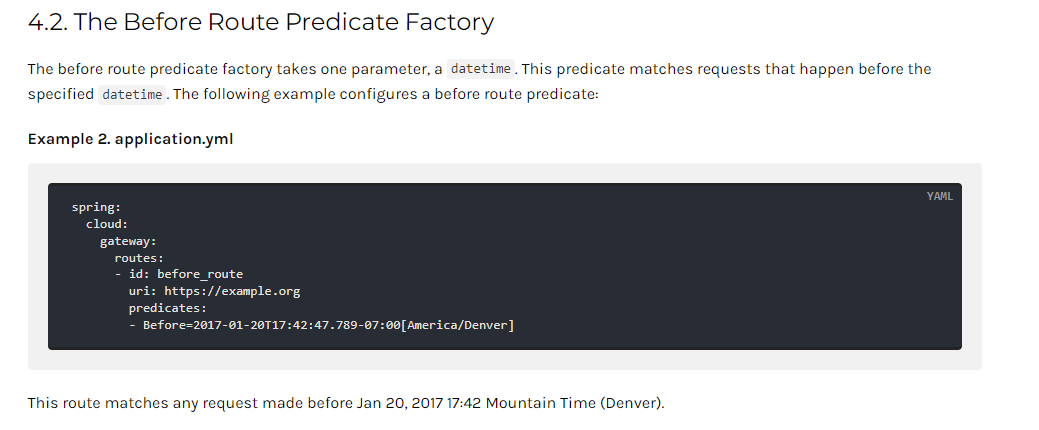 4.2. The Before Route Predicate Factory
The before route predicate factory takes one parameter, a datetime. This predicate matches requests that happen before the
specified datetime. The following example configures a before route predicate:
Example 2. application.yml
YAML
spring:
  cloud:
    gateway:
      routes:
      - id: before_route
        uri: https://example.org
        predicates:
        - Before=2017-01-20T17:42:47.789-07:00[America/Denver]
This route matches any request made before Jan 20, 2017 17:42 Mountain Time (Denver).